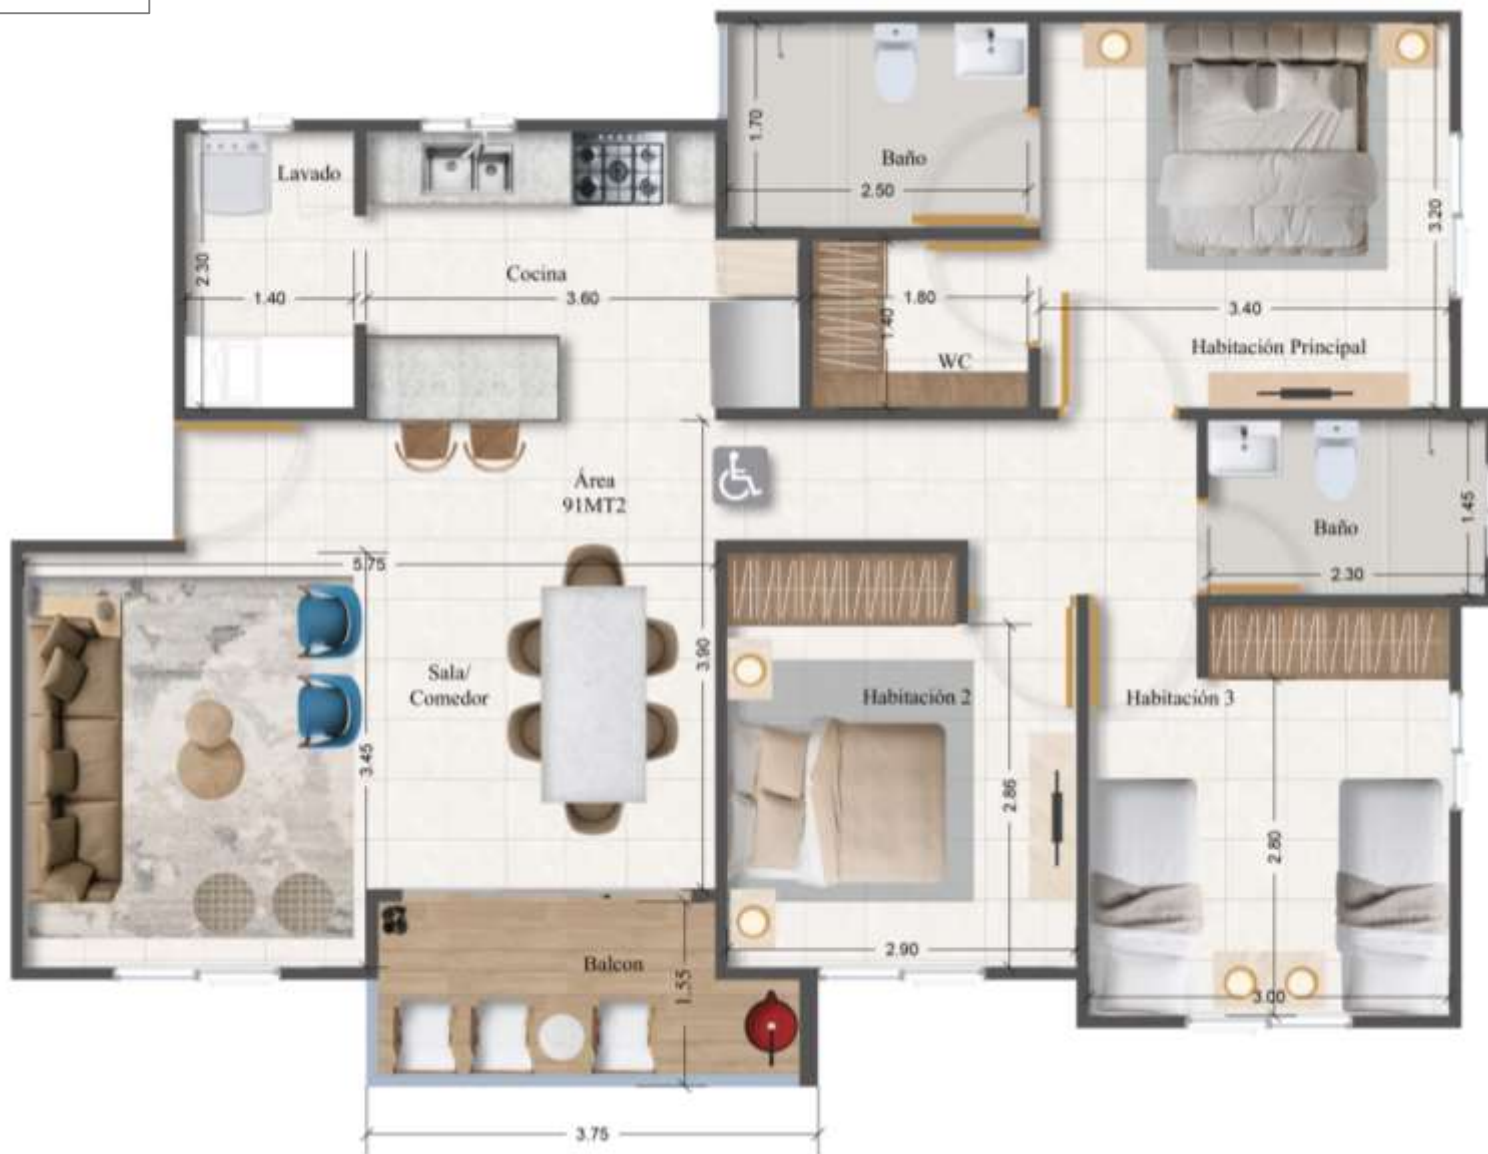 1.70
Baño
2.50
3.20
Lavado
2.30
Cocina
1.40
3.60
1.80
1.40
WC
3.40
Habitación Principal
Área
91MT2
1.45
Baño
2.30
5.75
3.90
Sala/
Comedor
3.45
Habitación 2
Habitación 3
2.86
2.80
2.90
3.00
Balcon
1.55
3.75